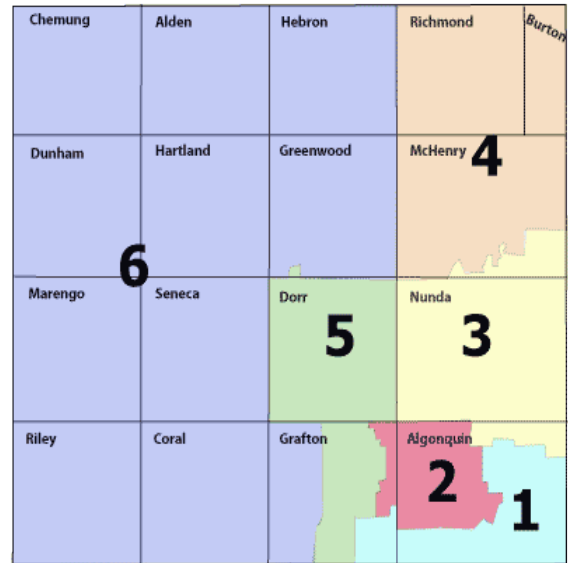 Chemung
Alden
Hebron
Richmond
Burton
Dunham
Hartland
Greenwood
McHenry
4
6
Marengo
Seneca
Dorr
Nunda
5
3
Riley
Coral
Grafton
Algonquin
2
1